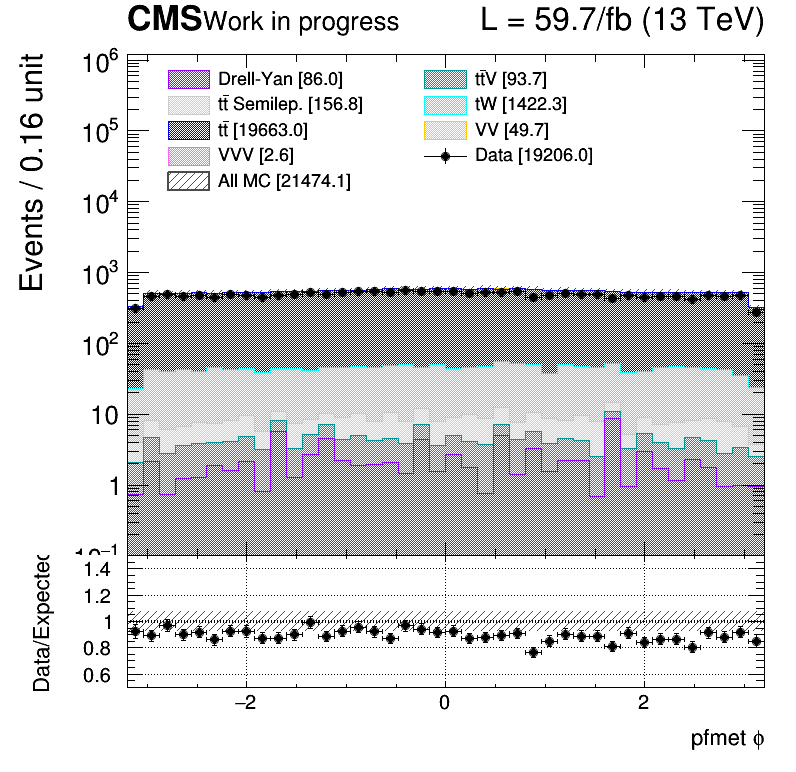 CMS Work in progress L = 59.7/fb (13 TeV)
Events / 0.16 unit
10⁶
10⁵
10⁴
10³
10²
10
1
10⁻¹
Drell-Yan [86.0]
tt̄ Semilep. [156.8]
tt̄ [19663.0]
VVV [2.6]
All MC [21474.1]
tt̄V [93.7]
tW [1422.3]
VV [49.7]
Data [19206.0]
Data/Expected
1.4
1.2
1
0.8
0.6
−2 0 2
pfmet ϕ